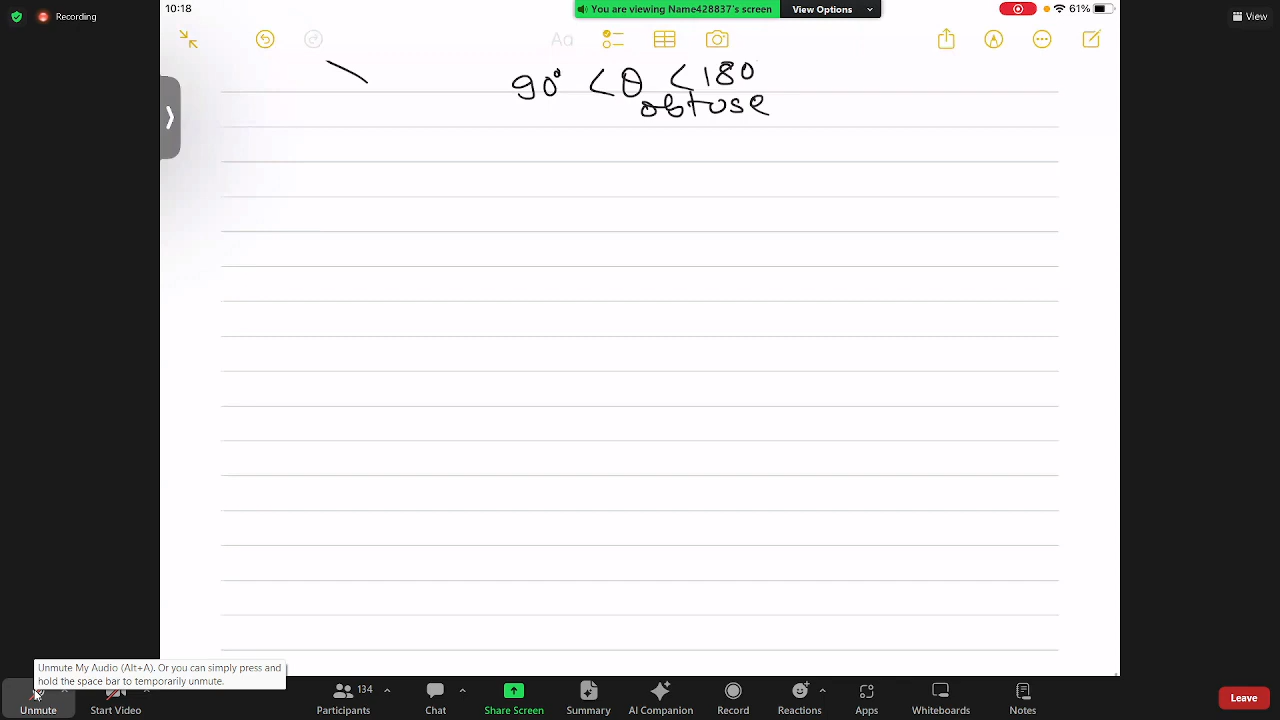 10:18
Recording
You are viewing Name428837's screen
View Options
61%
View
Aa
90° < θ < 180
obtuse
Unmute My Audio (Alt+A). Or you can simply press and
hold the space bar to temporarily unmute.
Unmute
Start Video
134
Participants
Chat
Share Screen
Summary
AI Companion
Record
Reactions
Apps
Whiteboards
Notes
Leave